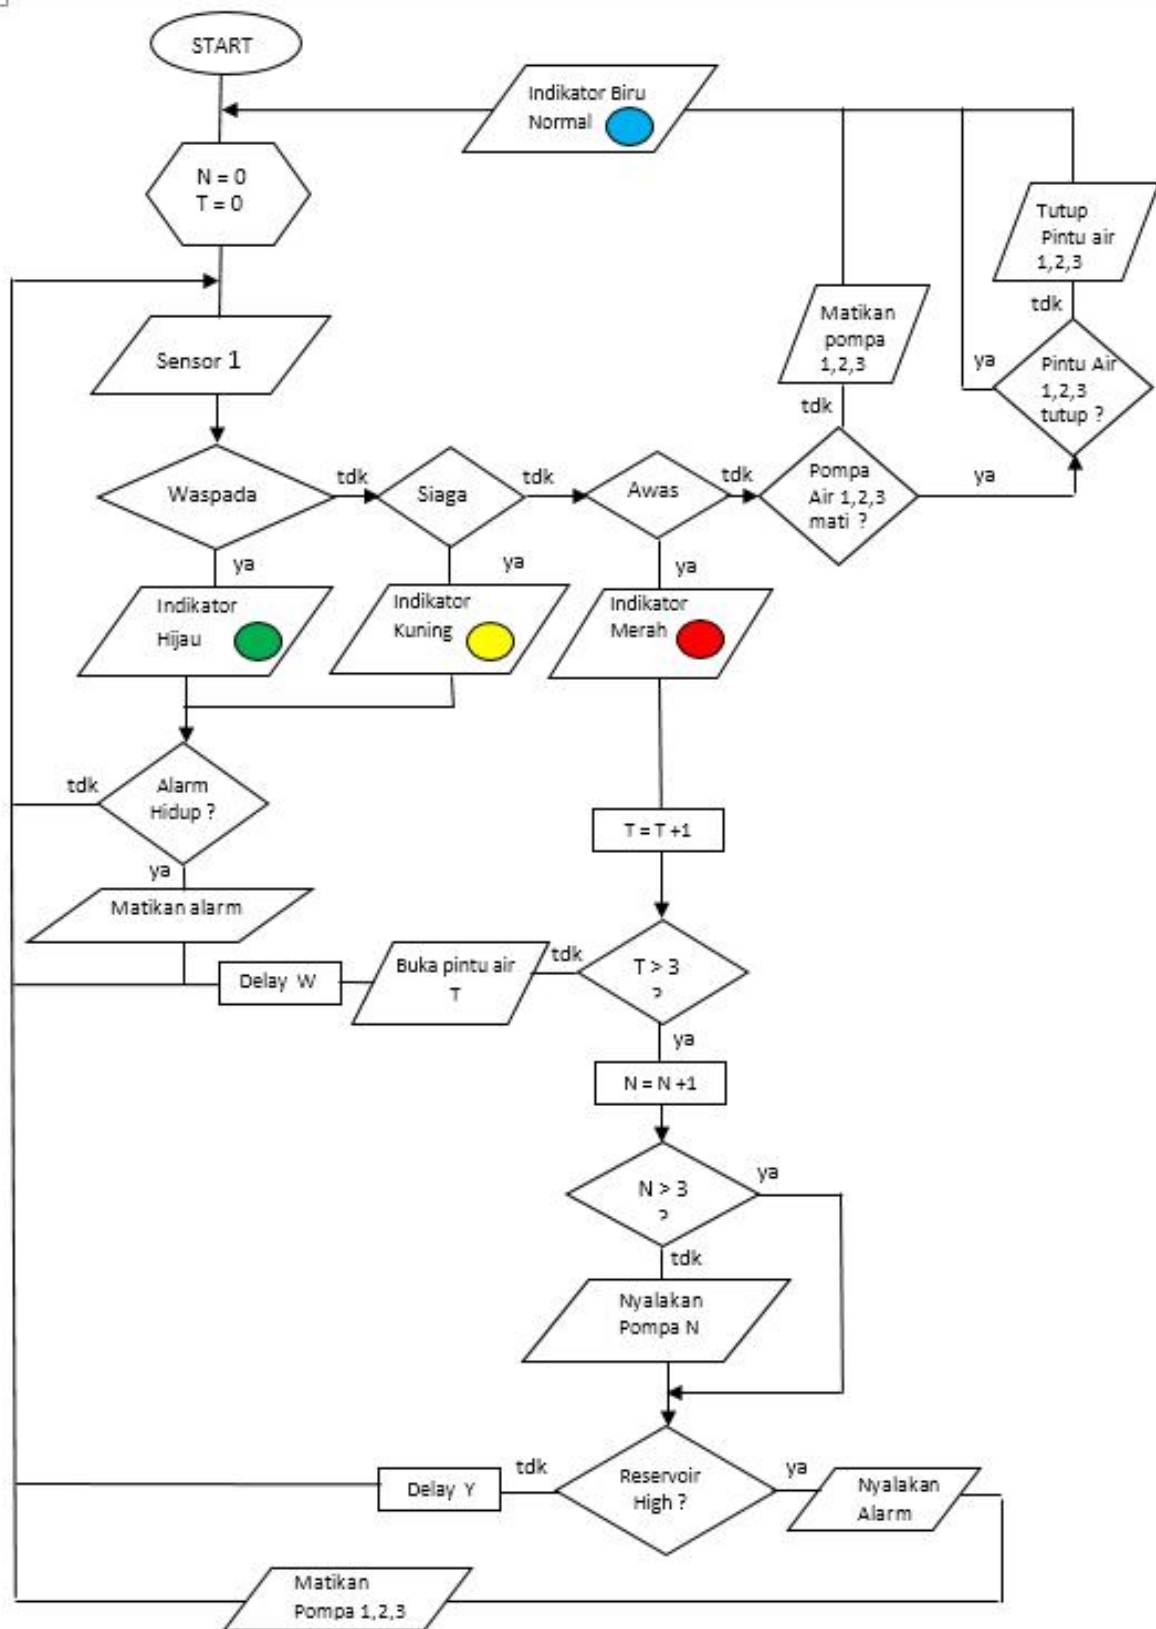 START
Indikator Biru
Normal
N = 0
T = 0
Tutup
Pintu air
1,2,3
tdk
Sensor 1
Matikan
pompa
1,2,3
tdk
ya
Pintu Air
1,2,3
tutup ?
Waspada
tdk
Siaga
tdk
Awas
tdk
Pompa
Air 1,2,3
mati ?
ya
ya
ya
ya
Indikator
Hijau
Indikator
Kuning
Indikator
Merah
tdk
Alarm
Hidup ?
ya
Matikan alarm
T = T +1
Delay W
Buka pintu air
T
tdk
T > 3
?
ya
N = N +1
N > 3
?
ya
tdk
Nyalakan
Pompa N
Delay Y
tdk
Reservoir
High ?
ya
Nyalakan
Alarm
Matikan
Pompa 1,2,3